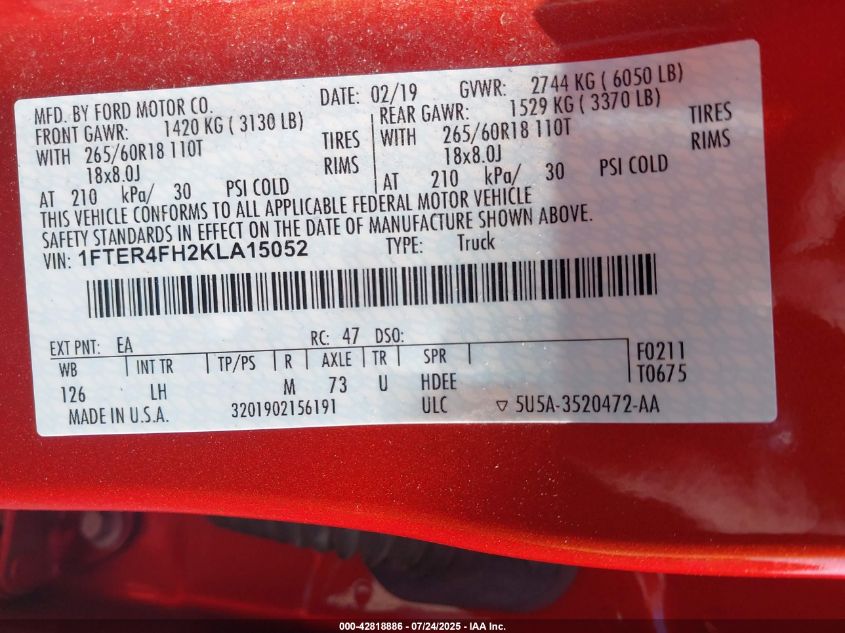 MFD. BY FORD MOTOR CO. DATE: 02/19 GVWR: 2744 KG ( 6050 LB)
FRONT GAWR: 1420 KG ( 3130 LB) REAR GAWR: 1529 KG ( 3370 LB)
WITH 265/60R18 110T TIRES WITH 265/60R18 110T TIRES
18x8.0J RIMS 18x8.0J RIMS
AT 210 kPa/ 30 PSI COLD AT 210 kPa/ 30 PSI COLD
THIS VEHICLE CONFORMS TO ALL APPLICABLE FEDERAL MOTOR VEHICLE
SAFETY STANDARDS IN EFFECT ON THE DATE OF MANUFACTURE SHOWN ABOVE.
VIN: 1FTER4FH2KLA15052 TYPE: Truck
EXT PNT: EA RC: 47 DSO:
WB INT TR TP/PS R AXLE TR SPR F0211
126 LH M 73 U HDEE T0675
MADE IN U.S.A. 3201902156191 ULC ▽ 5U5A-3520472-AA
000-42818886 - 07/24/2025 - IAA Inc.